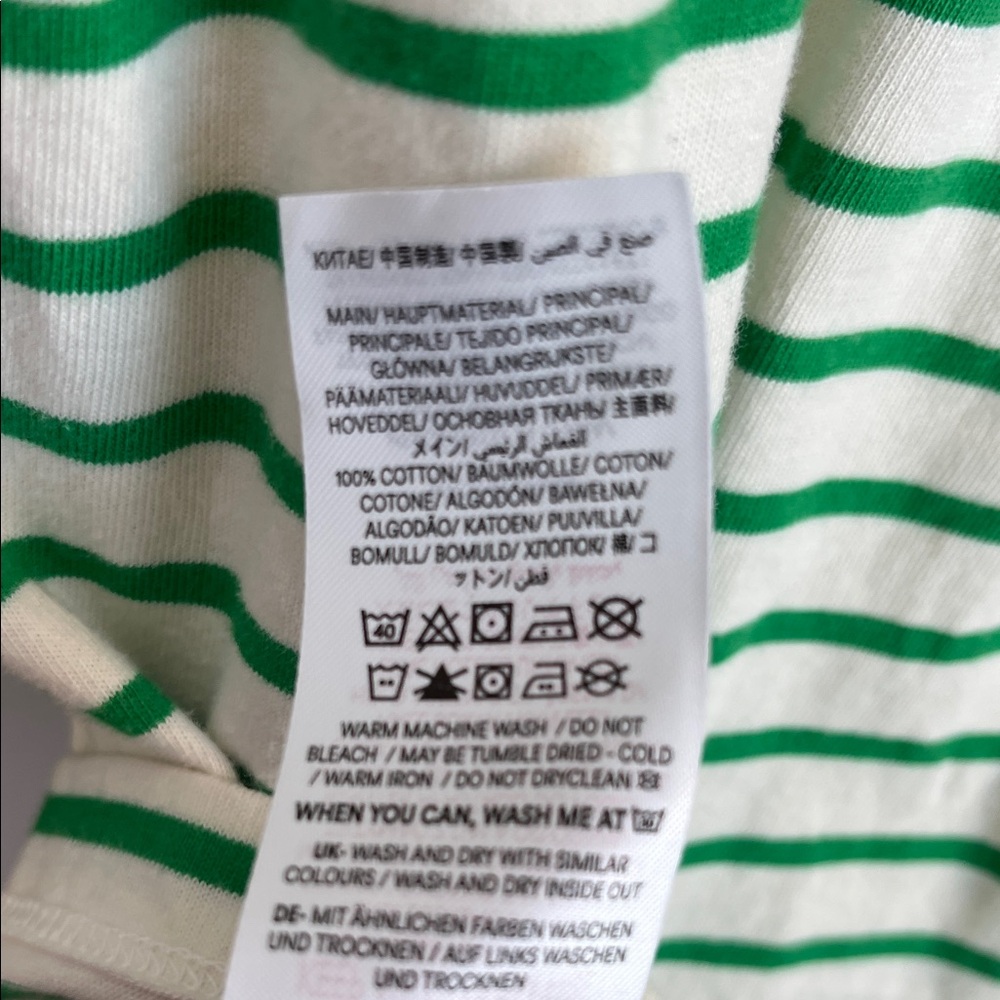 КИТАЕ/ 中国制造/ 中國製/ صنع في الصين
MAIN/ HAUPTMATERIAL/ PRINCIPAL/
PRINCIPALE/ TEJIDO PRINCIPAL/
GŁÓWNA/ BELANGRIJKSTE/
PÄÄMATERIAALI/ HUVUDDEL/ PRIMÆR/
HOVEDDEL/ ОСНОВНАЯ ТКАНЬ/ 主面料/
メイン/ القماش الرئيسي
100% COTTON/ BAUMWOLLE/ COTON/
COTONE/ ALGODÓN/ BAWEŁNA/
ALGODÃO/ KATOEN/ PUUVILLA/
BOMULL/ BOMULD/ ХЛОПОК/ 棉/ コ
ットン/ قطن
40
WARM MACHINE WASH / DO NOT
BLEACH / MAY BE TUMBLE DRIED - COLD
/ WARM IRON / DO NOT DRYCLEAN
WHEN YOU CAN, WASH ME AT 30
UK- WASH AND DRY WITH SIMILAR
COLOURS / WASH AND DRY INSIDE OUT
DE- MIT ÄHNLICHEN FARBEN WASCHEN
UND TROCKNEN / AUF LINKS WASCHEN
UND TROCKNEN